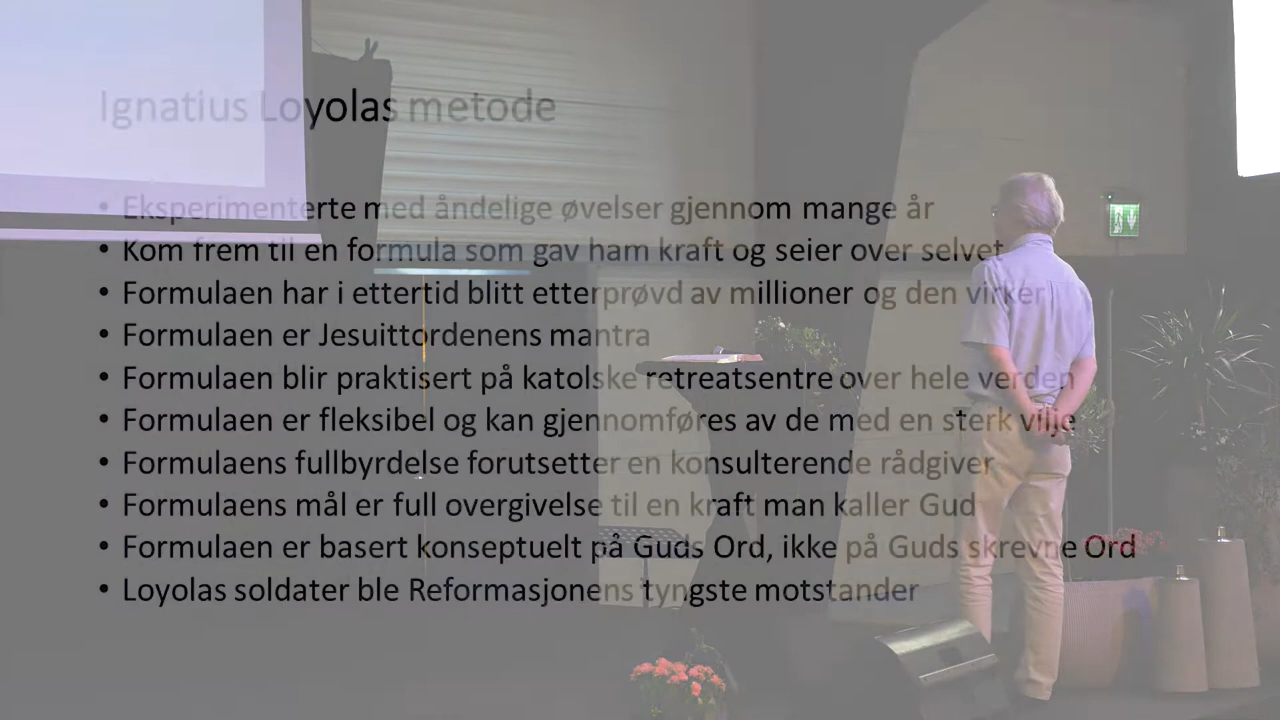 Ignatius Loyolas metode
• Eksperimenterte med åndelige øvelser gjennom mange år
• Kom frem til en formula som gav ham kraft og seier over selvet
• Formulaen har i ettertid blitt etterprøvd av millioner og den virker
• Formulaen er Jesuittordenens mantra
• Formulaen blir praktisert på katolske retreatsentre over hele verden
• Formulaen er fleksibel og kan gjennomføres av de med en sterk vilje
• Formulaens fullbyrdelse forutsetter en konsulterende rådgiver
• Formulaens mål er full overgivelse til en kraft man kaller Gud
• Formulaen er basert konseptuelt på Guds Ord, ikke på Guds skrevne Ord
• Loyolas soldater ble Reformasjonens tyngste motstander